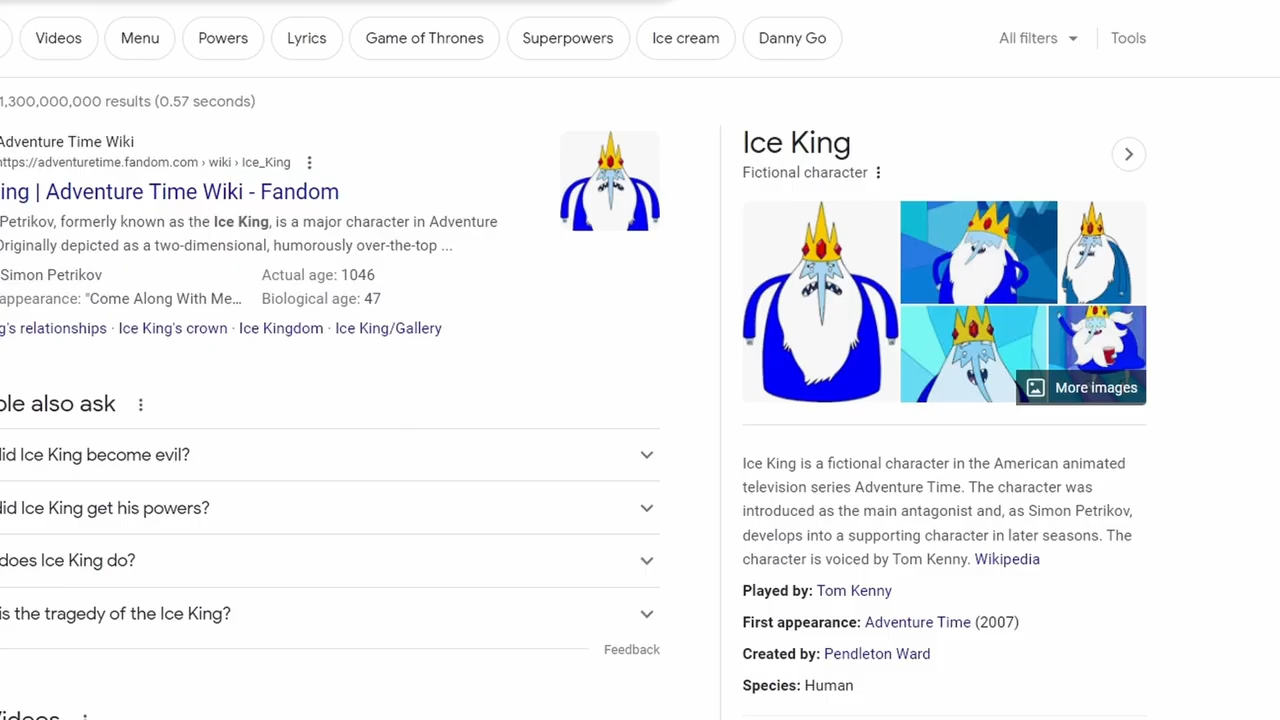 Videos
Menu
Powers
Lyrics
Game of Thrones
Superpowers
Ice cream
Danny Go
All filters
Tools
1,300,000,000 results (0.57 seconds)
Adventure Time Wiki
https://adventuretime.fandom.com › wiki › Ice_King
ing | Adventure Time Wiki - Fandom
Petrikov, formerly known as the Ice King, is a major character in Adventure
Originally depicted as a two-dimensional, humorously over-the-top ...
Simon Petrikov
Actual age: 1046
appearance: "Come Along With Me...
Biological age: 47
g's relationships · Ice King's crown · Ice Kingdom · Ice King/Gallery
ple also ask
did Ice King become evil?
did Ice King get his powers?
does Ice King do?
is the tragedy of the Ice King?
Feedback
Videos
Ice King
Fictional character
More images
Ice King is a fictional character in the American animated
television series Adventure Time. The character was
introduced as the main antagonist and, as Simon Petrikov,
develops into a supporting character in later seasons. The
character is voiced by Tom Kenny. Wikipedia
Played by: Tom Kenny
First appearance: Adventure Time (2007)
Created by: Pendleton Ward
Species: Human